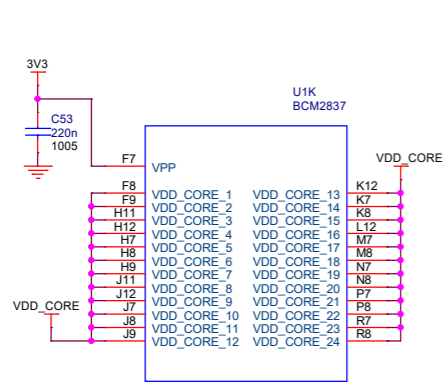 3V3
U1K
BCM2837
C53
220n
1005
F7 VPP
VDD_CORE
F8 VDD_CORE_1 VDD_CORE_13 K12
F9 VDD_CORE_2 VDD_CORE_14 K7
H11 VDD_CORE_3 VDD_CORE_15 K8
H12 VDD_CORE_4 VDD_CORE_16 L12
H7 VDD_CORE_5 VDD_CORE_17 M7
H8 VDD_CORE_6 VDD_CORE_18 M8
H9 VDD_CORE_7 VDD_CORE_19 N7
J11 VDD_CORE_8 VDD_CORE_20 N8
J12 VDD_CORE_9 VDD_CORE_21 P7
VDD_CORE
J7 VDD_CORE_10 VDD_CORE_22 P8
J8 VDD_CORE_11 VDD_CORE_23 R7
J9 VDD_CORE_12 VDD_CORE_24 R8